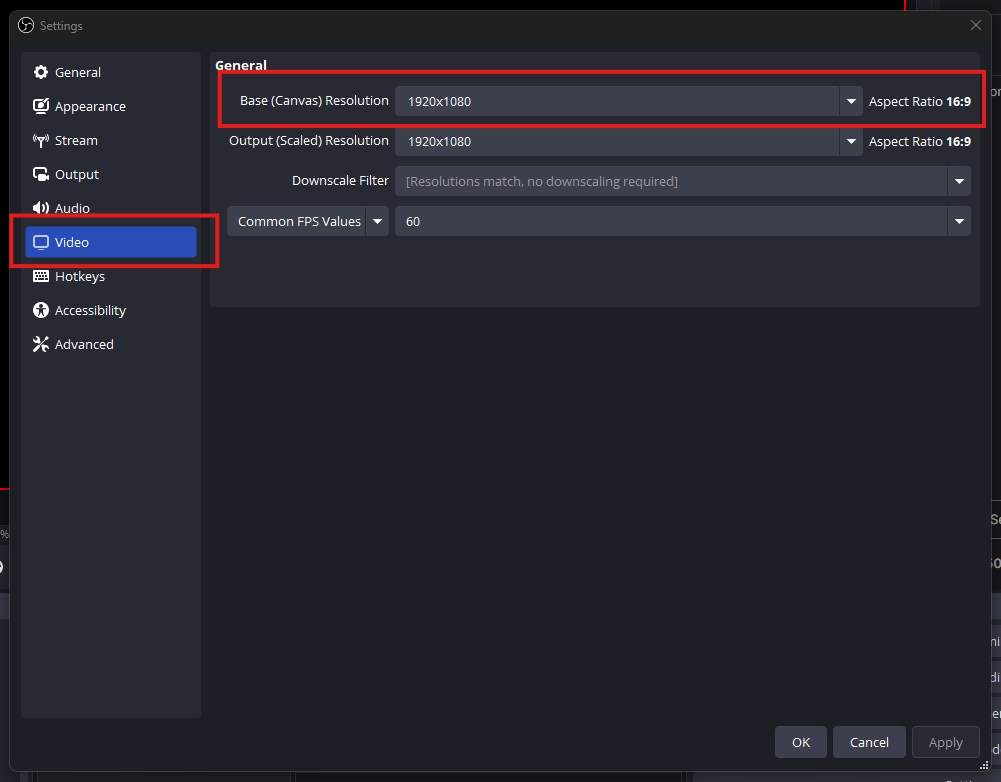 Settings
General
Appearance
Stream
Output
Audio
Video
Hotkeys
Accessibility
Advanced
General
Base (Canvas) Resolution 1920x1080 Aspect Ratio 16:9
Output (Scaled) Resolution 1920x1080 Aspect Ratio 16:9
Downscale Filter [Resolutions match, no downscaling required]
Common FPS Values 60
OK Cancel Apply